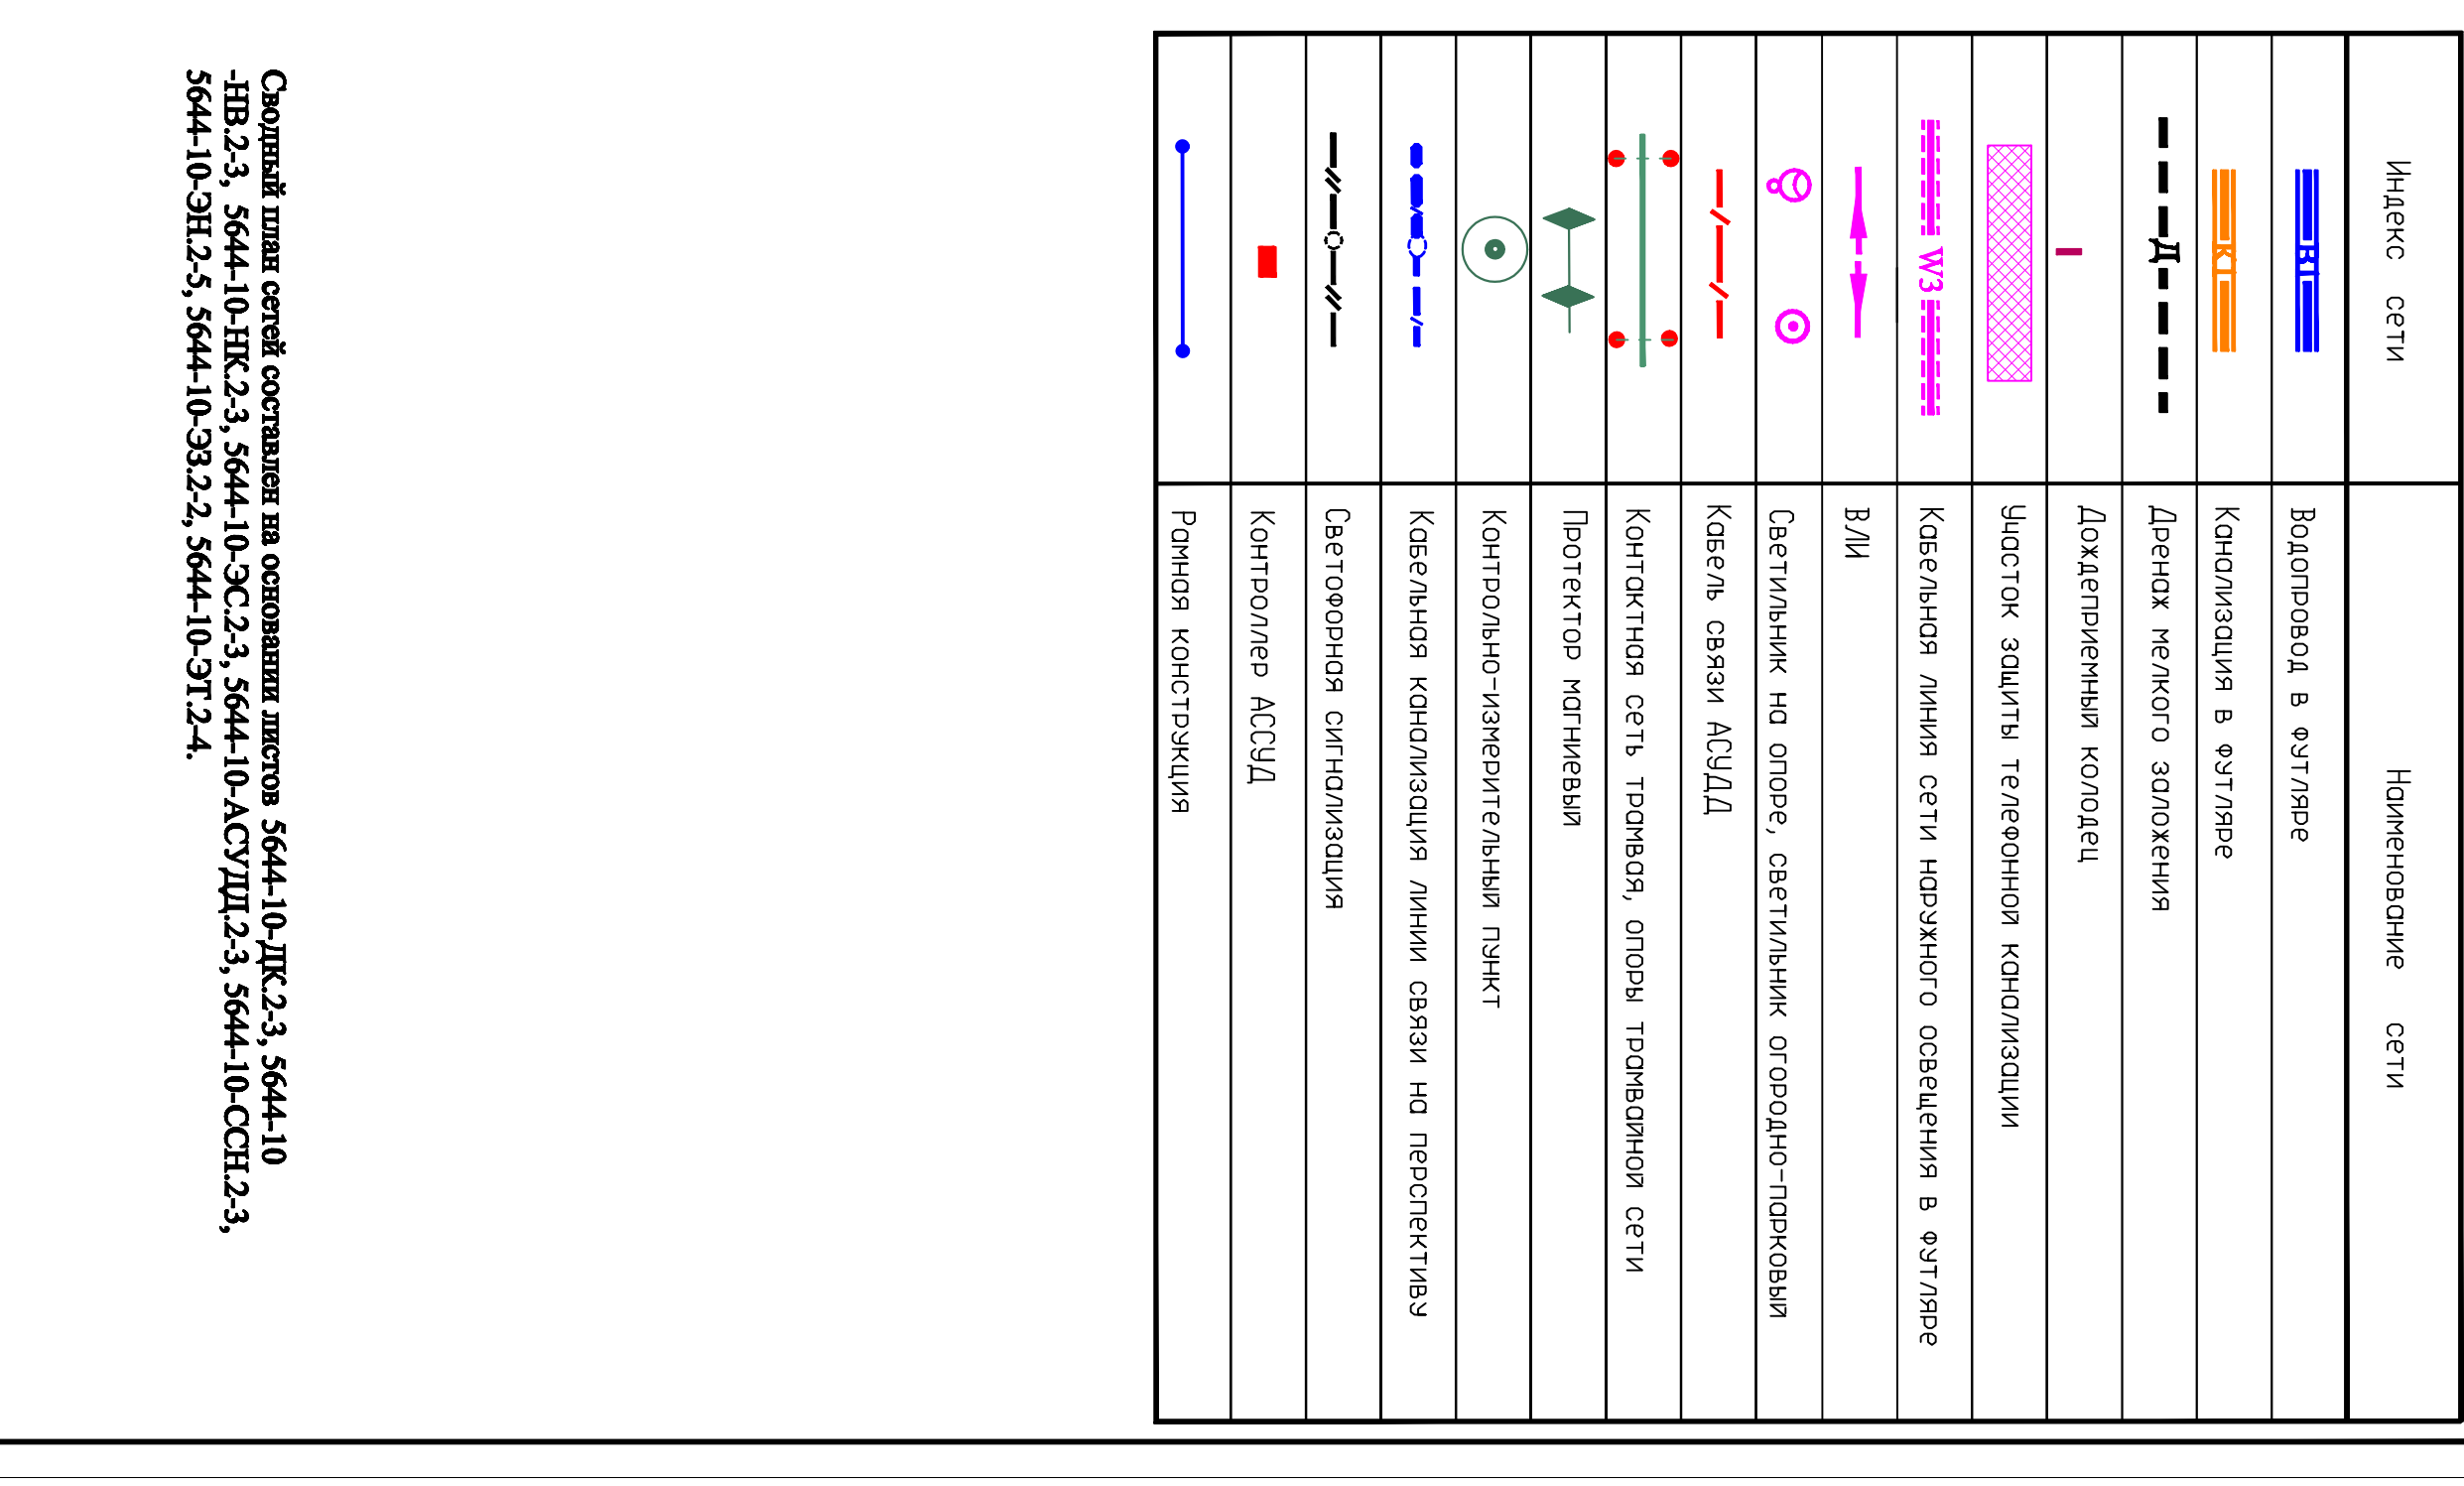 Индекс сети
Наименование сети
В1
Водопровод в футляре
К1
Канализация в футляре
Д
Дренаж мелкого заложения
Дождеприемный колодец
Участок защиты телефонной канализации
W3
Кабельная линия сети наружного освещения в футляре
ВЛИ
Светильник на опоре, светильник огородно-парковый
Кабель связи АСУДД
Контактная сеть трамвая, опоры трамвайной сети
Протектор магниевый
Контрольно-измерительный пункт
Кабельная канализация линии связи на перспективу
Светофорная сигнализация
Контроллер АССУД
Рамная конструкция
Сводный план сетей составлен на основании листов 5644-10-ДК.2-3, 5644-10
-НВ.2-3, 5644-10-НК.2-3, 5644-10-ЭС.2-3, 5644-10-АСУДД.2-3, 5644-10-ССН.2-3,
5644-10-ЭН.2-5, 5644-10-ЭЗ.2-2, 5644-10-ЭТ.2-4.